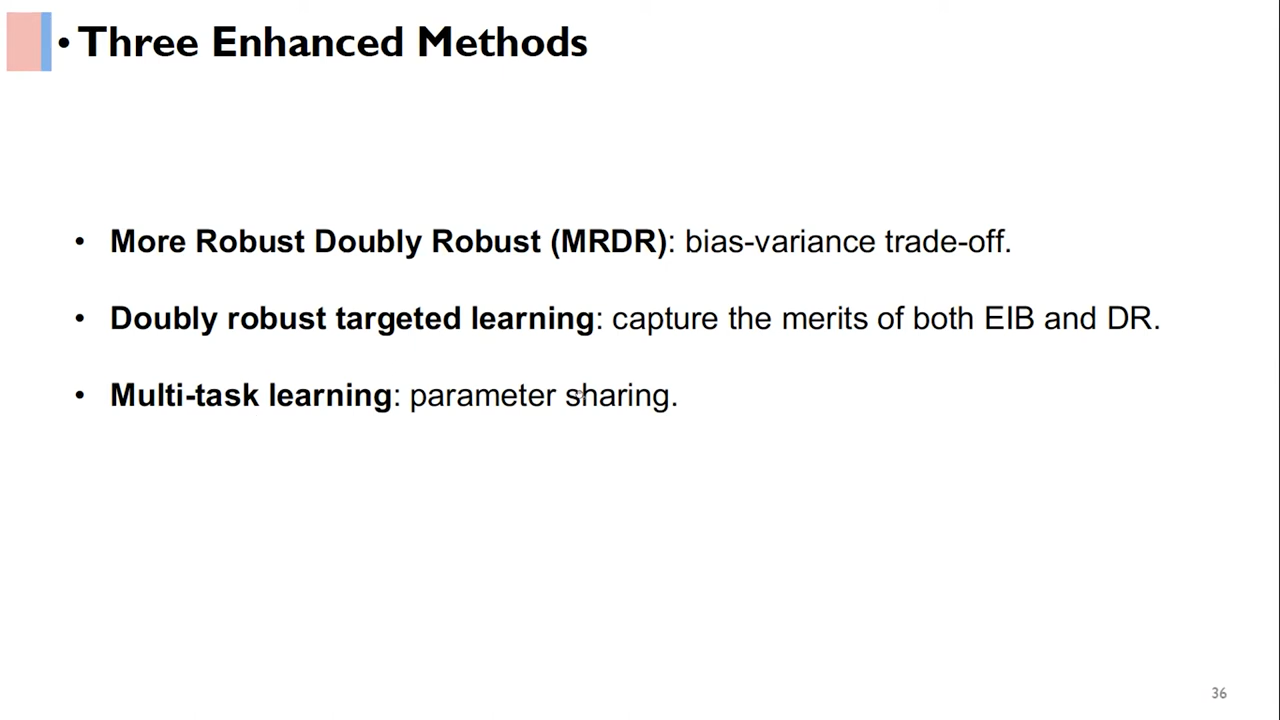 • Three Enhanced Methods
• More Robust Doubly Robust (MRDR): bias-variance trade-off.
• Doubly robust targeted learning: capture the merits of both EIB and DR.
• Multi-task learning: parameter sharing.
36